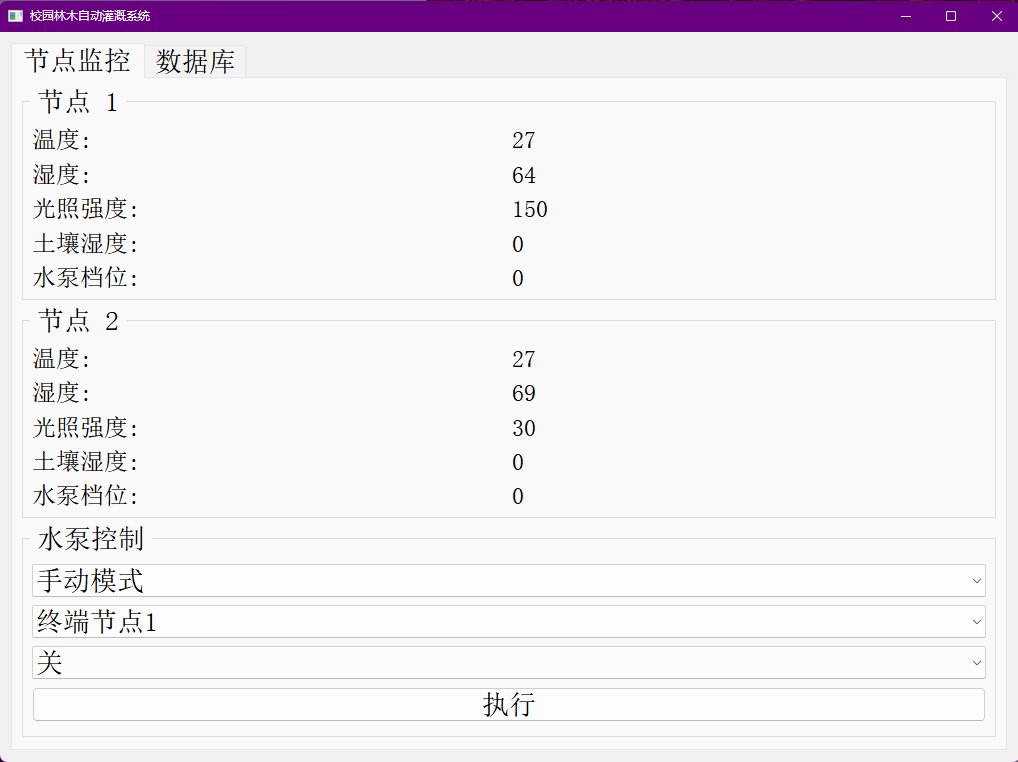 校园林木自动灌溉系统
节点监控 数据库
节点 1
温度: 27
湿度: 64
光照强度: 150
土壤湿度: 0
水泵档位: 0
节点 2
温度: 27
湿度: 69
光照强度: 30
土壤湿度: 0
水泵档位: 0
水泵控制
手动模式
终端节点1
关
执行